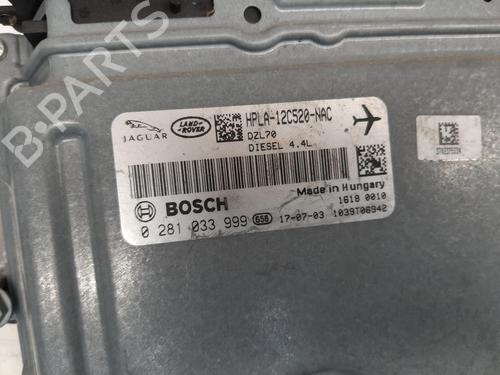 B-PARTS
JAGUAR
LAND-ROVER
HPLA-12C520-NAC
DZL70
DIESEL 4.4L
Made in Hungary
BOSCH
1618 0010
0 281 033 999 656 17-07-03 1039T06942